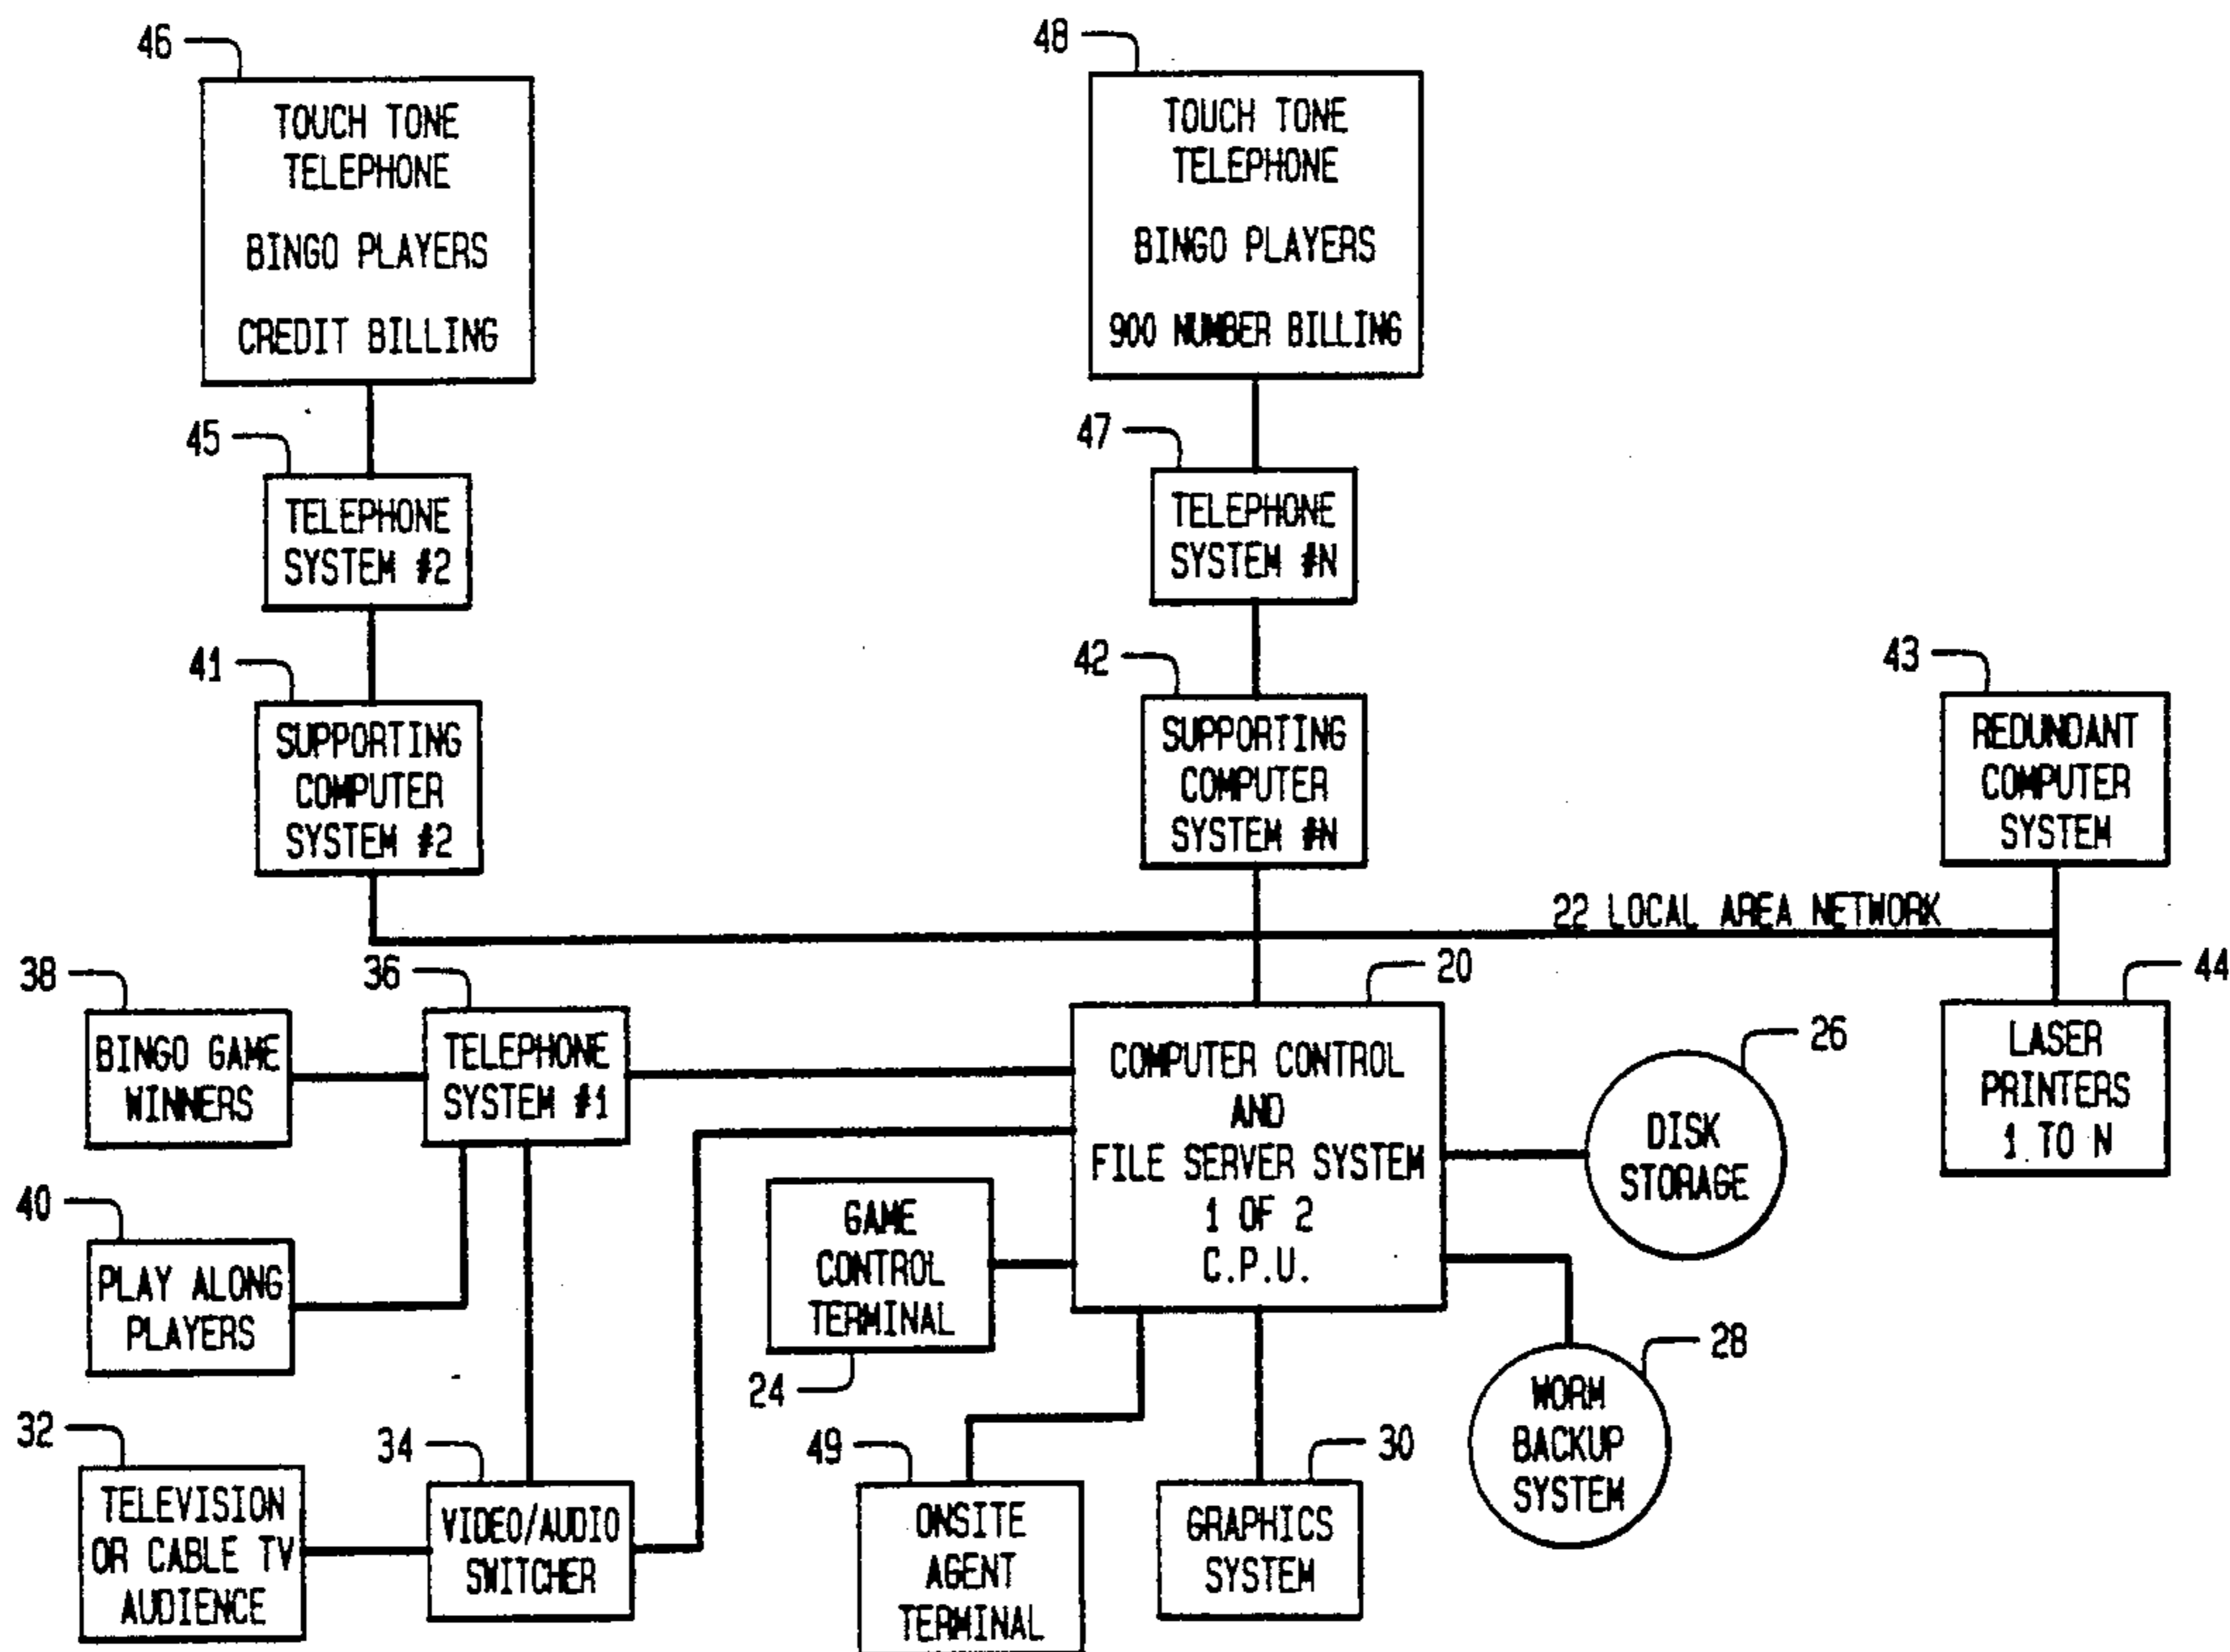 46
48
TOUCH TONE
TELEPHONE
BINGO PLAYERS
CREDIT BILLING
TOUCH TONE
TELEPHONE
BINGO PLAYERS
900 NUMBER BILLING
45
TELEPHONE
SYSTEM #2
47
TELEPHONE
SYSTEM #N
41
SUPPORTING
COMPUTER
SYSTEM #2
42
SUPPORTING
COMPUTER
SYSTEM #N
43
REDUNDANT
COMPUTER
SYSTEM
22 LOCAL AREA NETWORK
38
BINGO GAME
WINNERS
36
TELEPHONE
SYSTEM #1
20
COMPUTER CONTROL
AND
FILE SERVER SYSTEM
1 OF 2
C.P.U.
26
DISK
STORAGE
44
LASER
PRINTERS
1 TO N
40
PLAY ALONG
PLAYERS
GAME
CONTROL
TERMINAL
24
28
WORM
BACKUP
SYSTEM
32
TELEVISION
OR CABLE TV
AUDIENCE
34
VIDEO/AUDIO
SWITCHER
49
ONSITE
AGENT
TERMINAL
30
GRAPHICS
SYSTEM